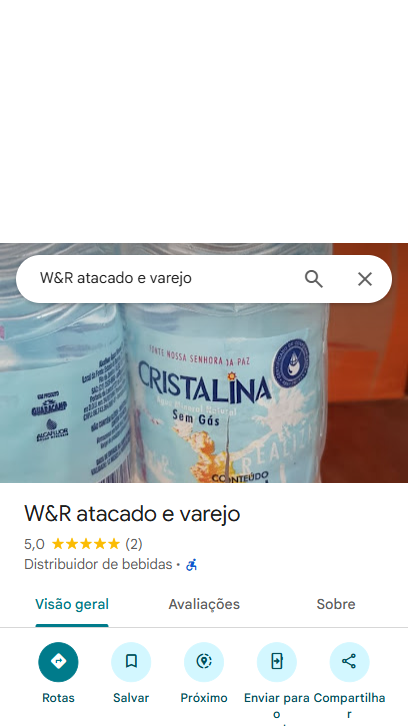 W&R atacado e varejo
FONTE NOSSA SENHORA DA PAZ
CRISTALINA
Água Mineral Natural
Sem Gás
CONTEÚDO
GUARACAMP
W&R atacado e varejo
5,0 ★★★★★ (2)
Distribuidor de bebidas ·
Visão geral
Avaliações
Sobre
Rotas
Salvar
Próximo
Enviar para o
Compartilhar